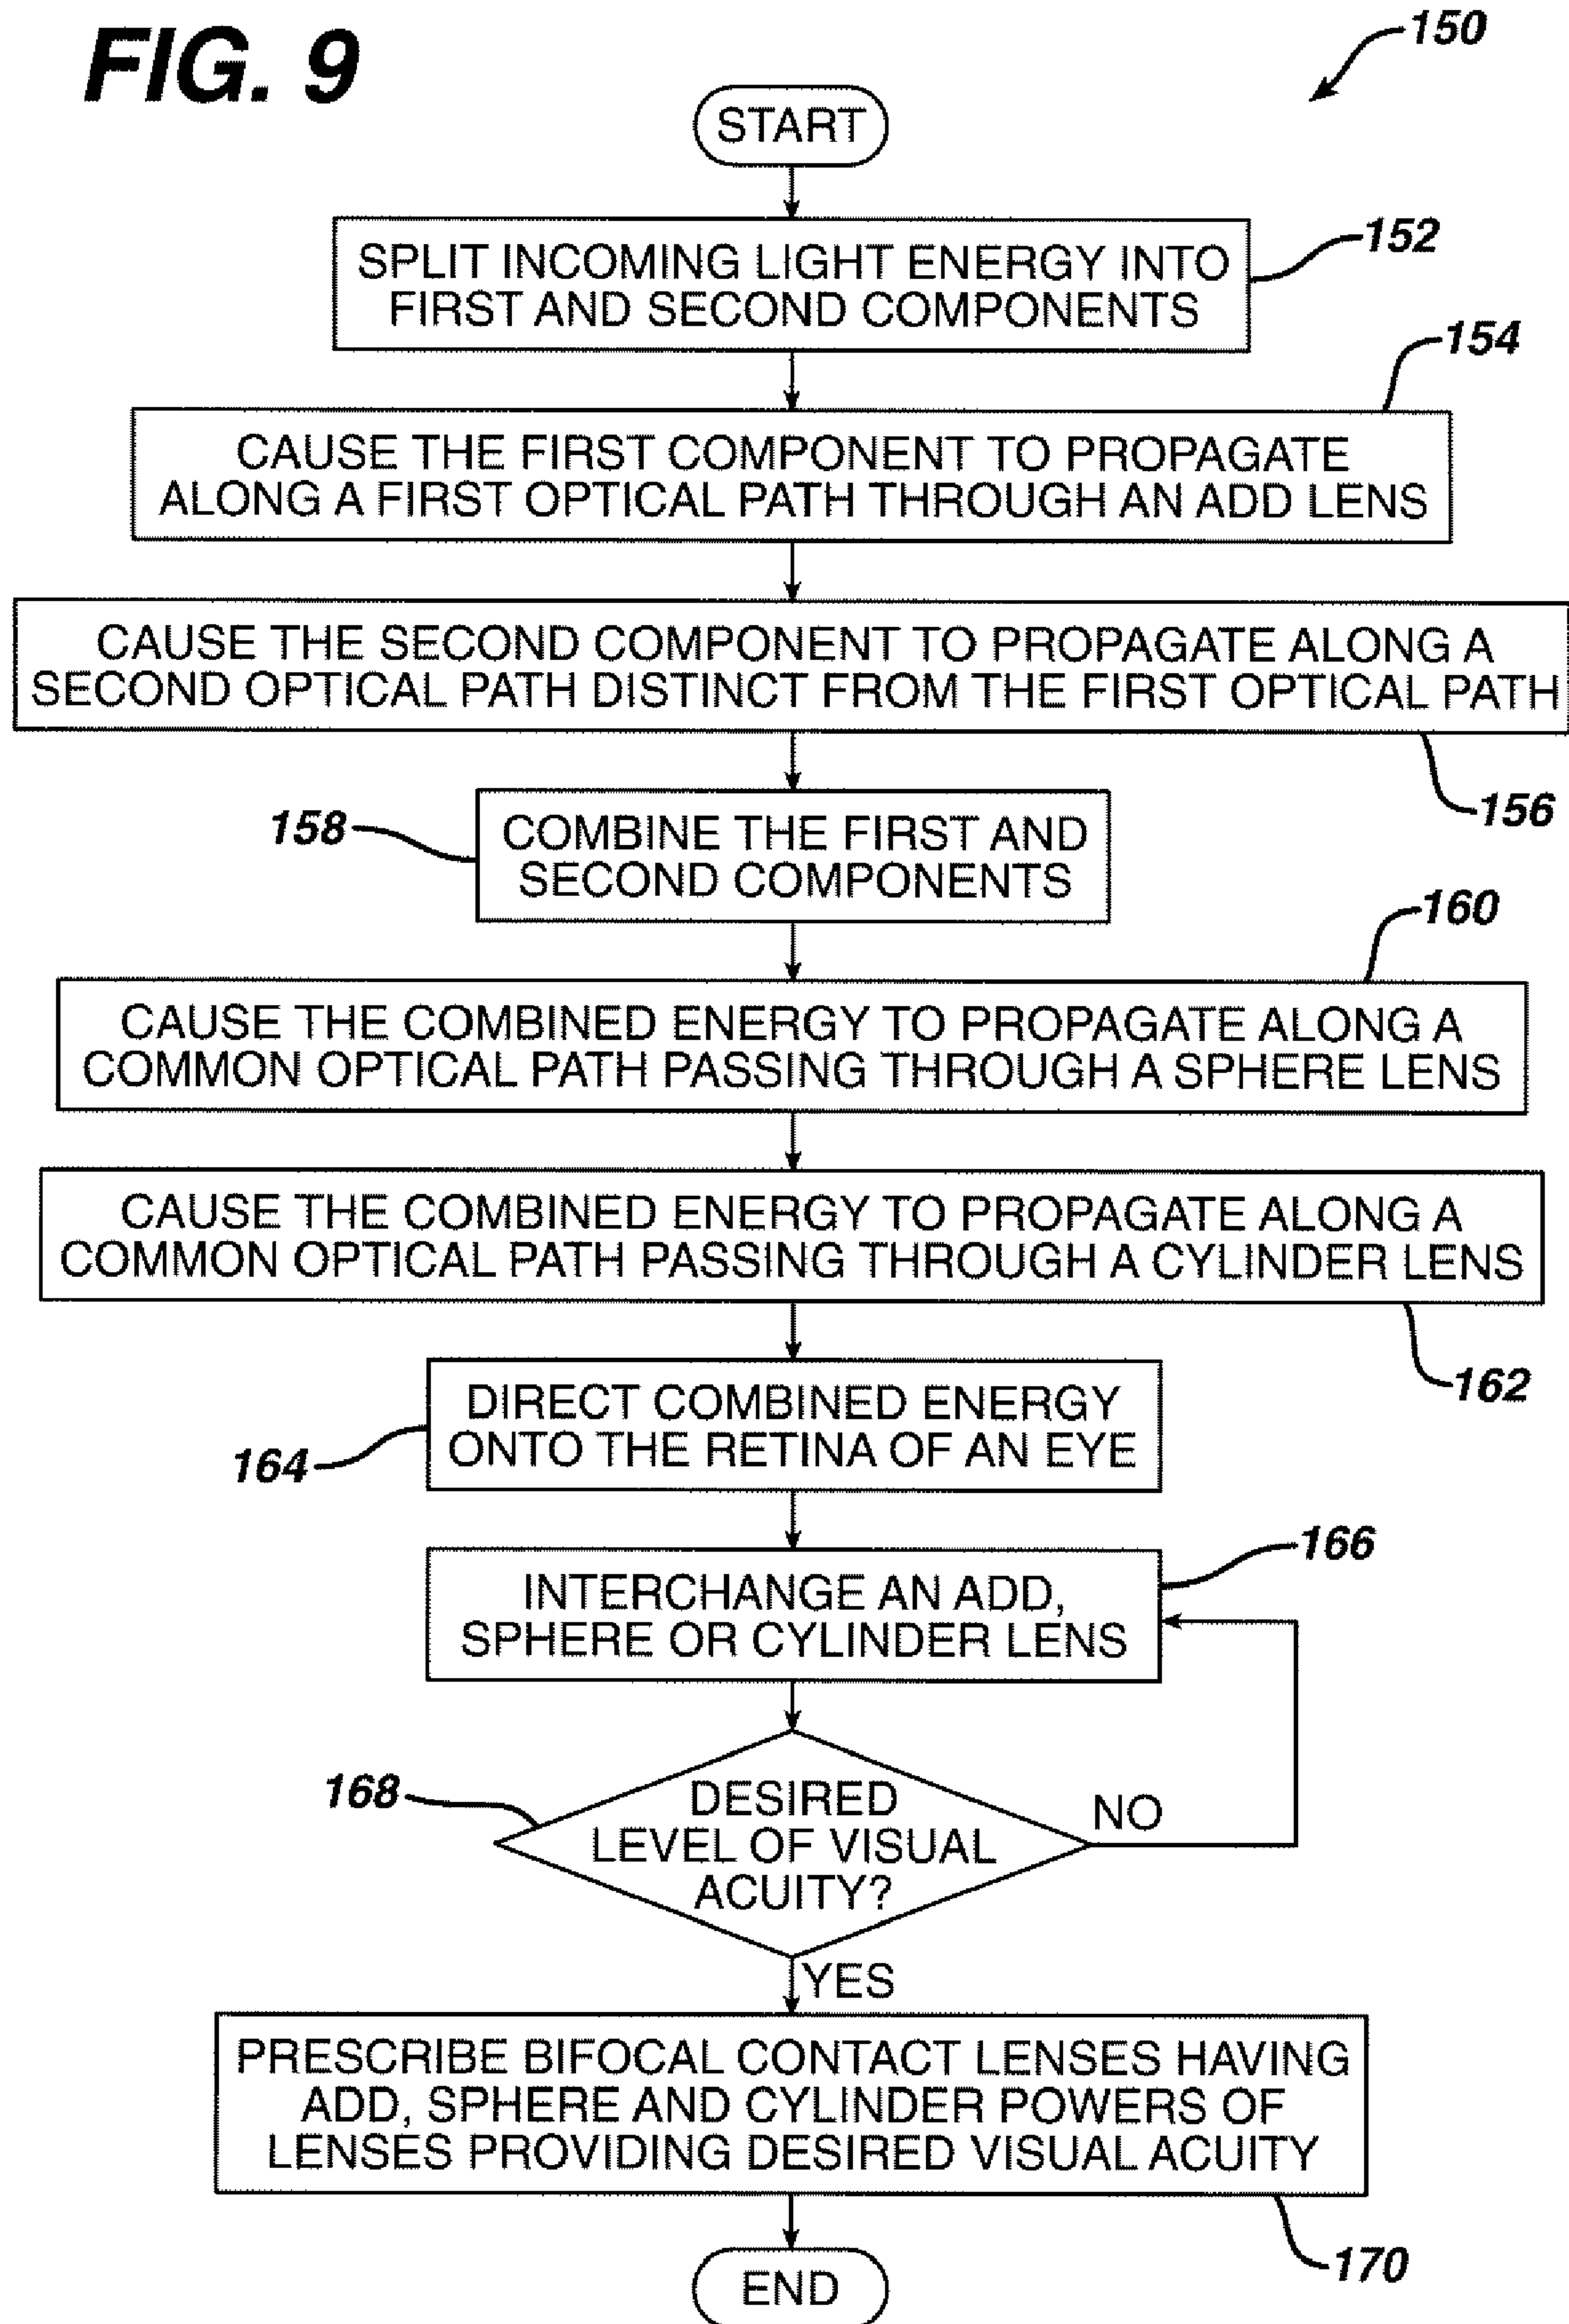 FIG. 9
150
START
SPLIT INCOMING LIGHT ENERGY INTO
FIRST AND SECOND COMPONENTS
152
154
CAUSE THE FIRST COMPONENT TO PROPAGATE
ALONG A FIRST OPTICAL PATH THROUGH AN ADD LENS
CAUSE THE SECOND COMPONENT TO PROPAGATE ALONG A
SECOND OPTICAL PATH DISTINCT FROM THE FIRST OPTICAL PATH
156
158
COMBINE THE FIRST AND
SECOND COMPONENTS
160
CAUSE THE COMBINED ENERGY TO PROPAGATE ALONG A
COMMON OPTICAL PATH PASSING THROUGH A SPHERE LENS
CAUSE THE COMBINED ENERGY TO PROPAGATE ALONG A
COMMON OPTICAL PATH PASSING THROUGH A CYLINDER LENS
162
DIRECT COMBINED ENERGY
ONTO THE RETINA OF AN EYE
164
166
INTERCHANGE AN ADD,
SPHERE OR CYLINDER LENS
168
DESIRED
LEVEL OF VISUAL
ACUITY?
NO
YES
PRESCRIBE BIFOCAL CONTACT LENSES HAVING
ADD, SPHERE AND CYLINDER POWERS OF
LENSES PROVIDING DESIRED VISUAL ACUITY
170
END